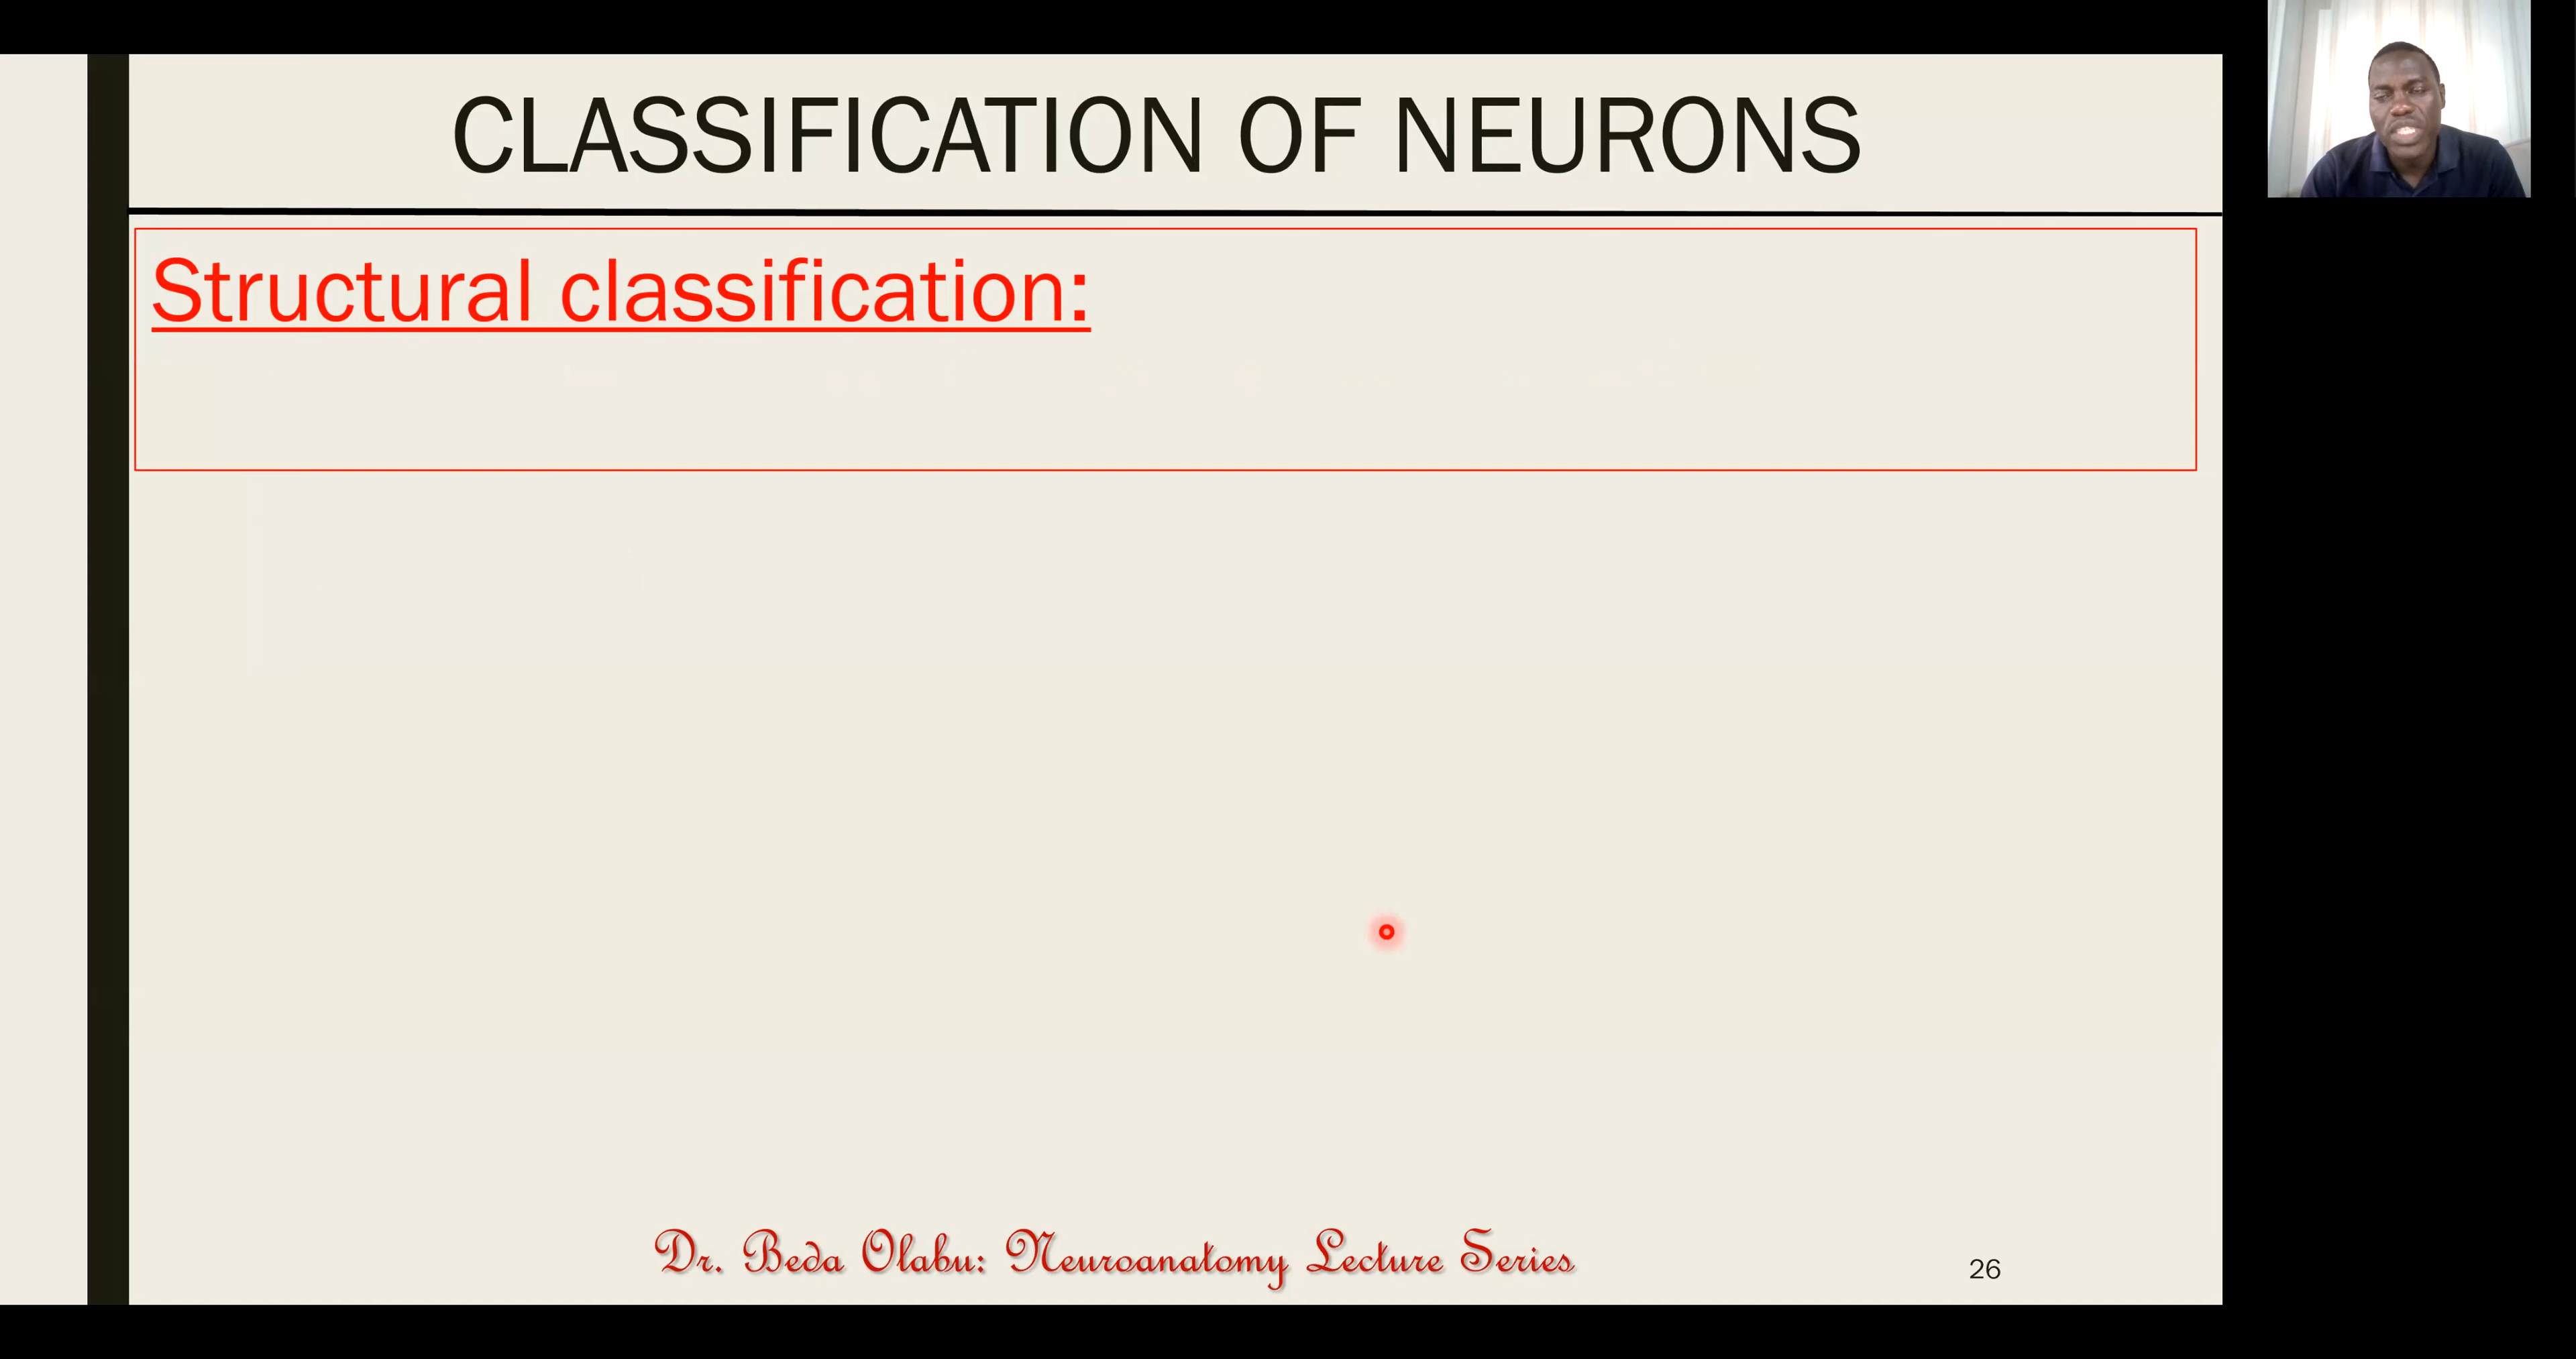 CLASSIFICATION OF NEURONS
Structural classification:
Dr. Beda Olabu: Neuroanatomy Lecture Series
26